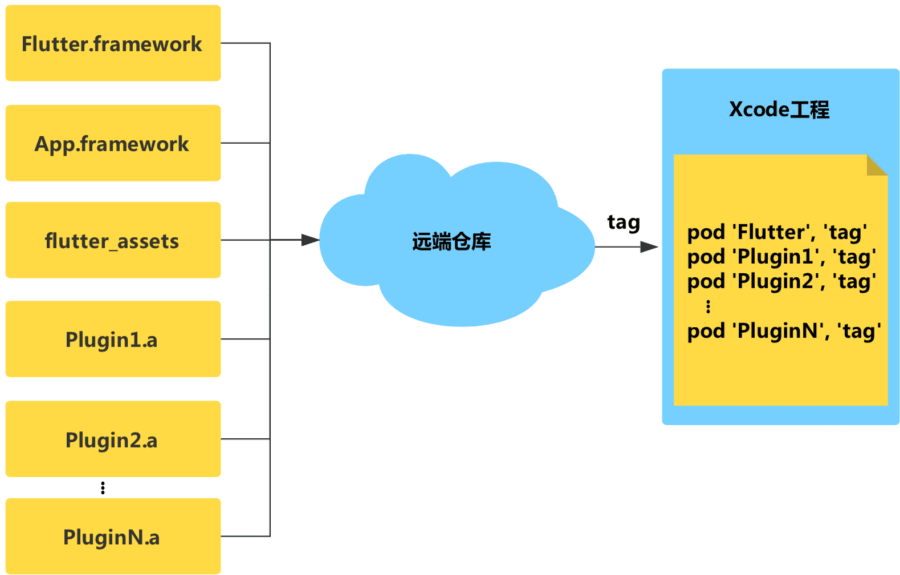 Flutter.framework
App.framework
flutter_assets
Plugin1.a
Plugin2.a
⋮
PluginN.a
远端仓库
tag
Xcode工程
pod 'Flutter', 'tag'
pod 'Plugin1', 'tag'
pod 'Plugin2', 'tag'
⋮
pod 'PluginN', 'tag'